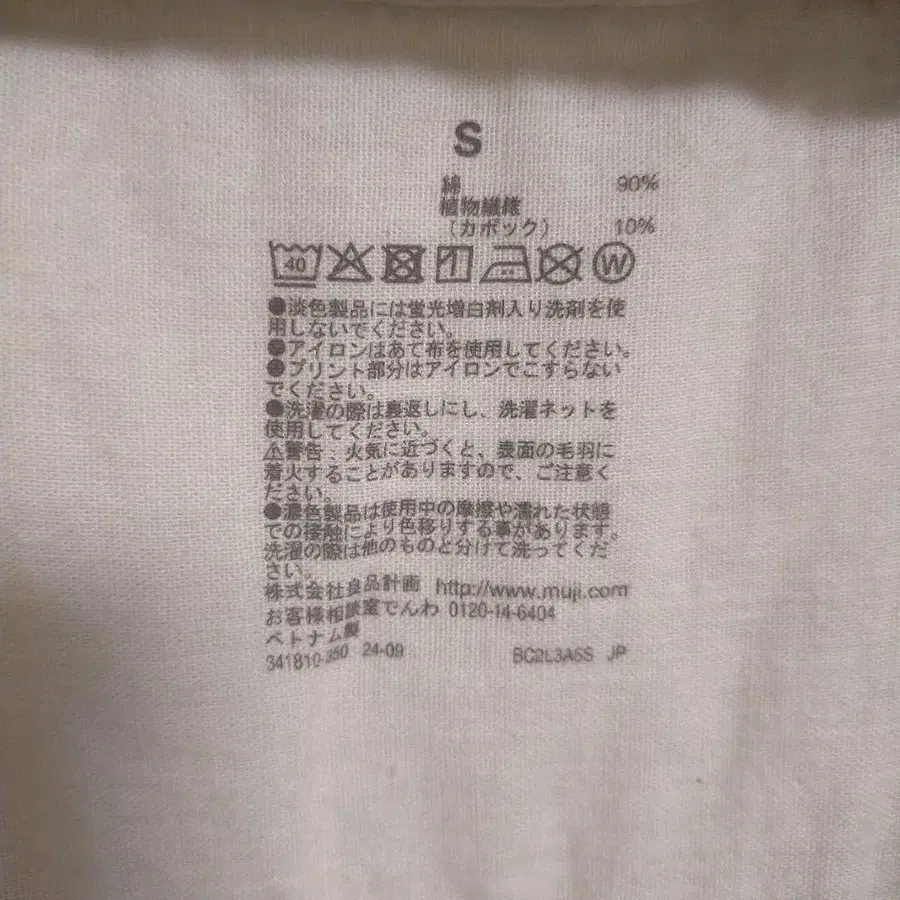 S
綿 90%
植物繊維
（カポック） 10%
40 W
●淡色製品には蛍光増白剤入り洗剤を使
用しないでください。
●アイロンはあて布を使用してください。
●プリント部分はアイロンでこすらない
でください。
●洗濯の際は裏返しにし、洗濯ネットを
使用してください。
⚠警告：火気に近づくと、表面の毛羽に
着火することがありますので、ご注意く
ださい。
●濃色製品は使用中の摩擦や濡れた状態
での接触により色移りする事があります。
洗濯の際は他のものと分けて洗ってくだ
さい。
株式会社良品計画 http://www.muji.com
お客様相談室でんわ 0120-14-6404
ベトナム製
24-09 BC2L3A6S JP